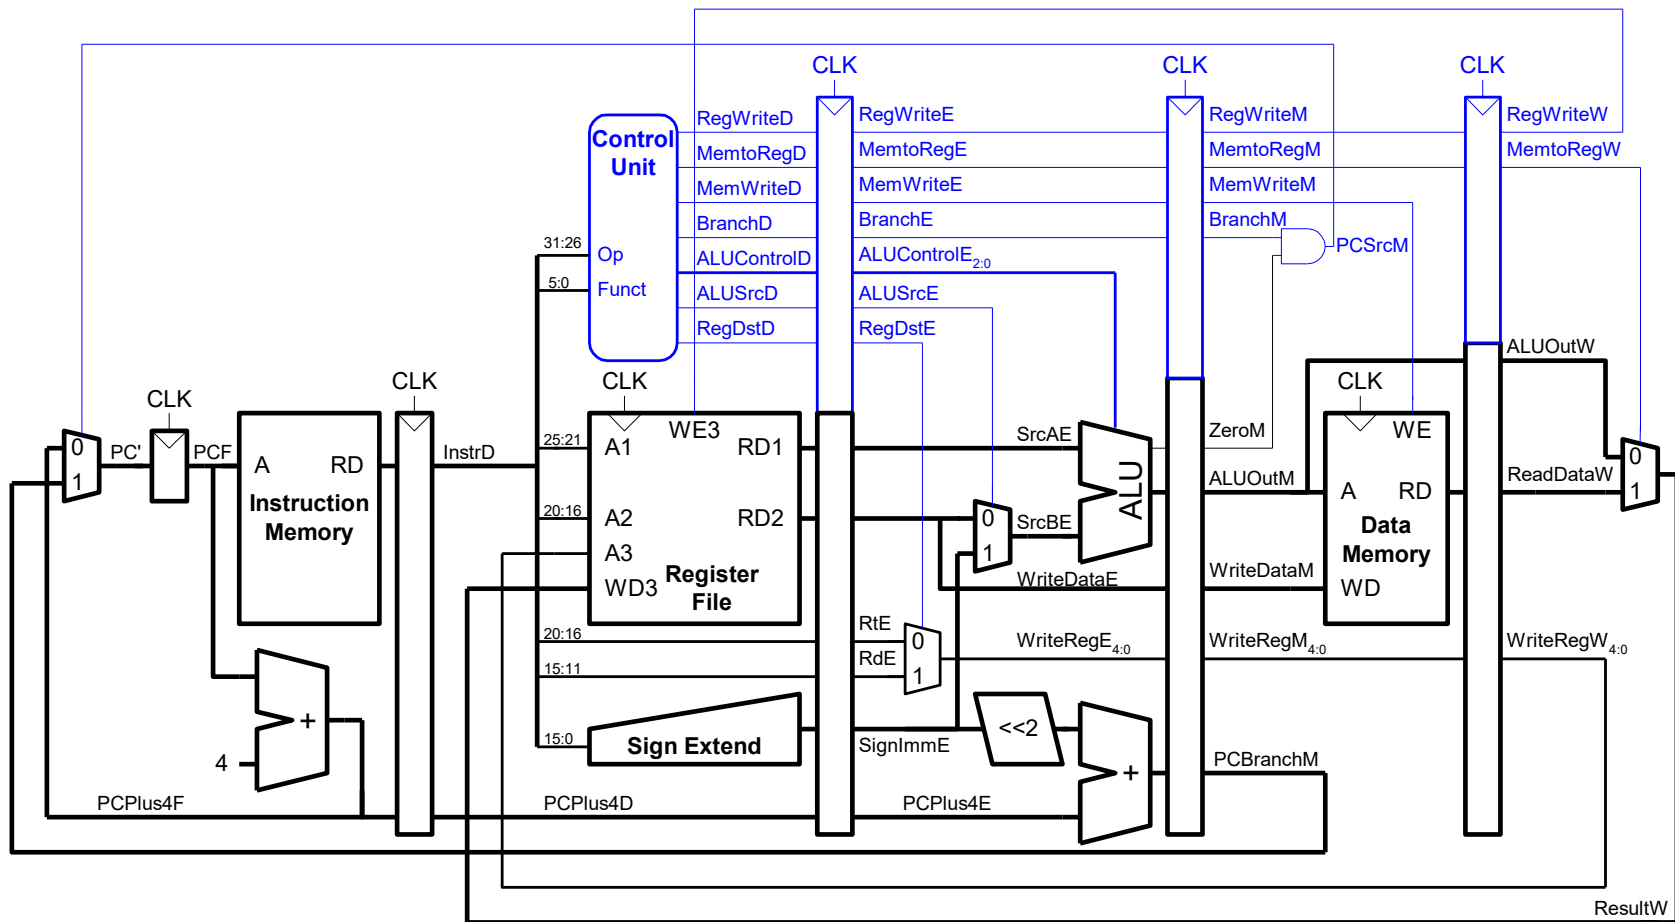 CLK
CLK
CLK
RegWriteD
RegWriteE
RegWriteM
RegWriteW
Control
Unit
MemtoRegD
MemtoRegE
MemtoRegM
MemtoRegW
MemWriteD
MemWriteE
MemWriteM
BranchD
BranchE
BranchM
31:26
Op
ALUControlD
ALUControlE2:0
PCSrcM
5:0
Funct
ALUSrcD
ALUSrcE
RegDstD
RegDstE
ALUOutW
CLK
CLK
CLK
CLK
0
1
PC'
PCF
A
RD
Instruction
Memory
InstrD
25:21
A1
WE3
RD1
SrcAE
ZeroM
WE
20:16
A2
RD2
0
1
SrcBE
ALU
ALUOutM
A
RD
ReadDataW
0
1
Data
Memory
A3
WD3
Register
File
WriteDataE
WriteDataM
WD
20:16
RtE
0
15:11
RdE
1
WriteRegE4:0
WriteRegM4:0
WriteRegW4:0
+
4
15:0
Sign Extend
SignImmE
<<2
+
PCBranchM
PCPlus4F
PCPlus4D
PCPlus4E
ResultW